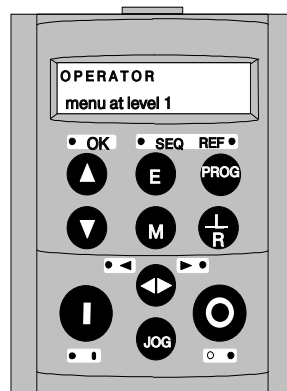 OPERATOR
menu at level 1
OK SEQ REF
E PROG
M L/R
JOG